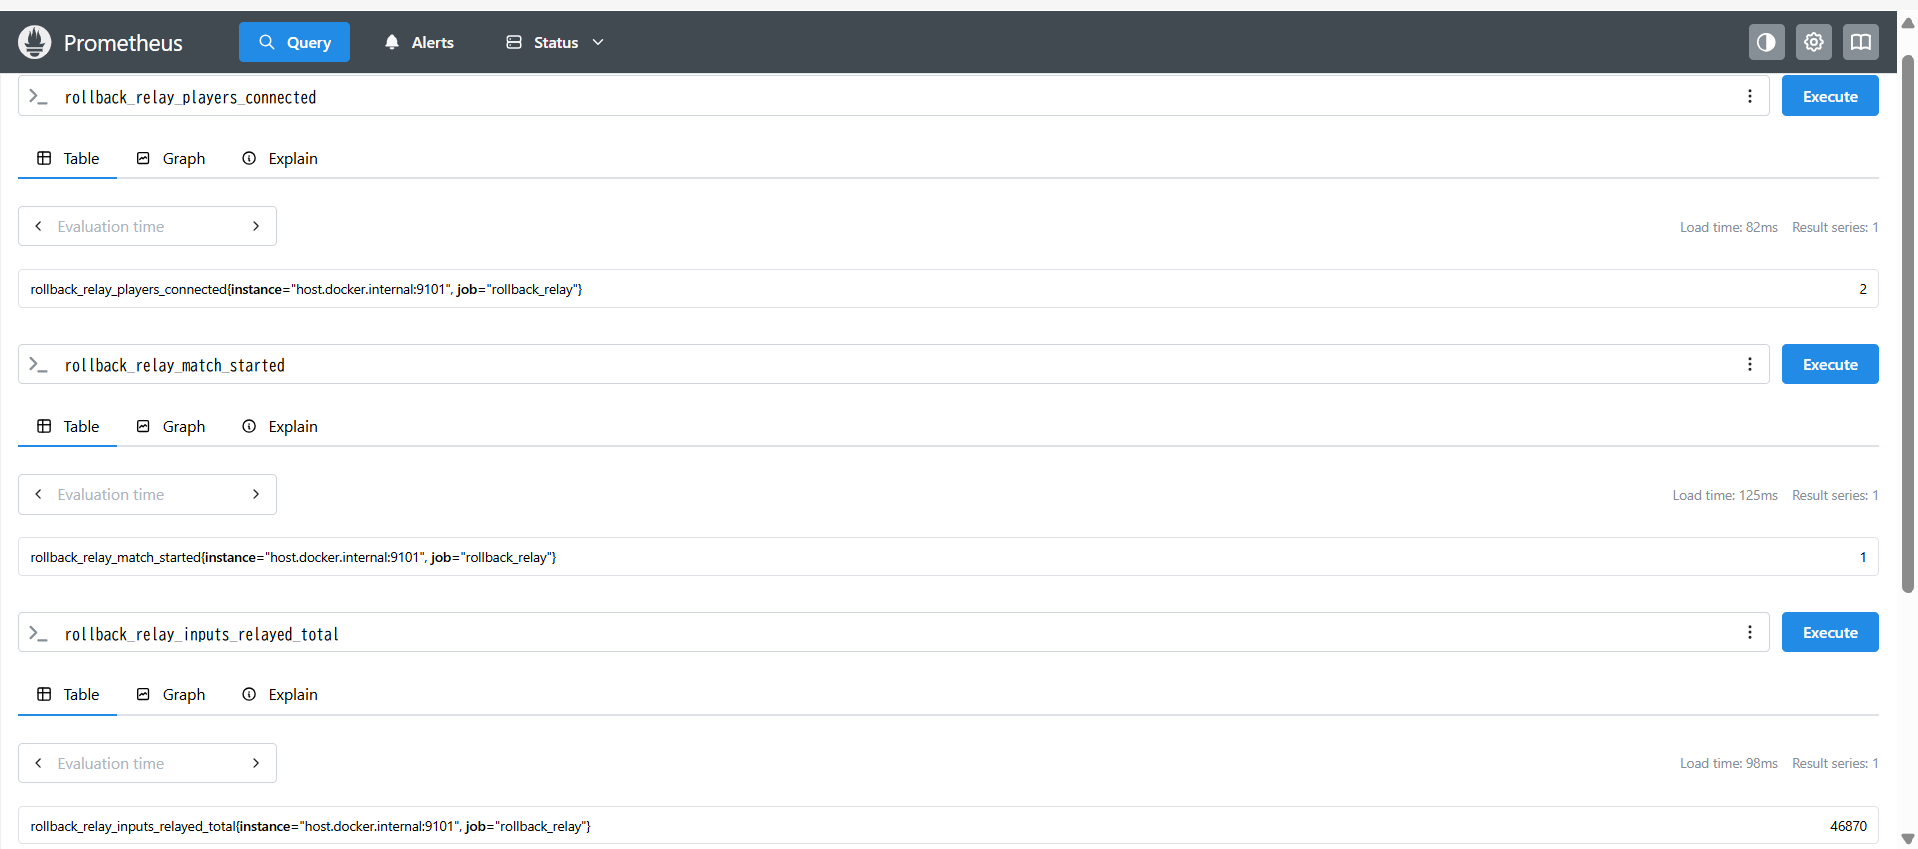 Prometheus Query Alerts Status
rollback_relay_players_connected Execute
Table Graph Explain
Evaluation time Load time: 82ms Result series: 1
rollback_relay_players_connected{instance="host.docker.internal:9101", job="rollback_relay"} 2
rollback_relay_match_started Execute
Table Graph Explain
Evaluation time Load time: 125ms Result series: 1
rollback_relay_match_started{instance="host.docker.internal:9101", job="rollback_relay"} 1
rollback_relay_inputs_relayed_total Execute
Table Graph Explain
Evaluation time Load time: 98ms Result series: 1
rollback_relay_inputs_relayed_total{instance="host.docker.internal:9101", job="rollback_relay"} 46870